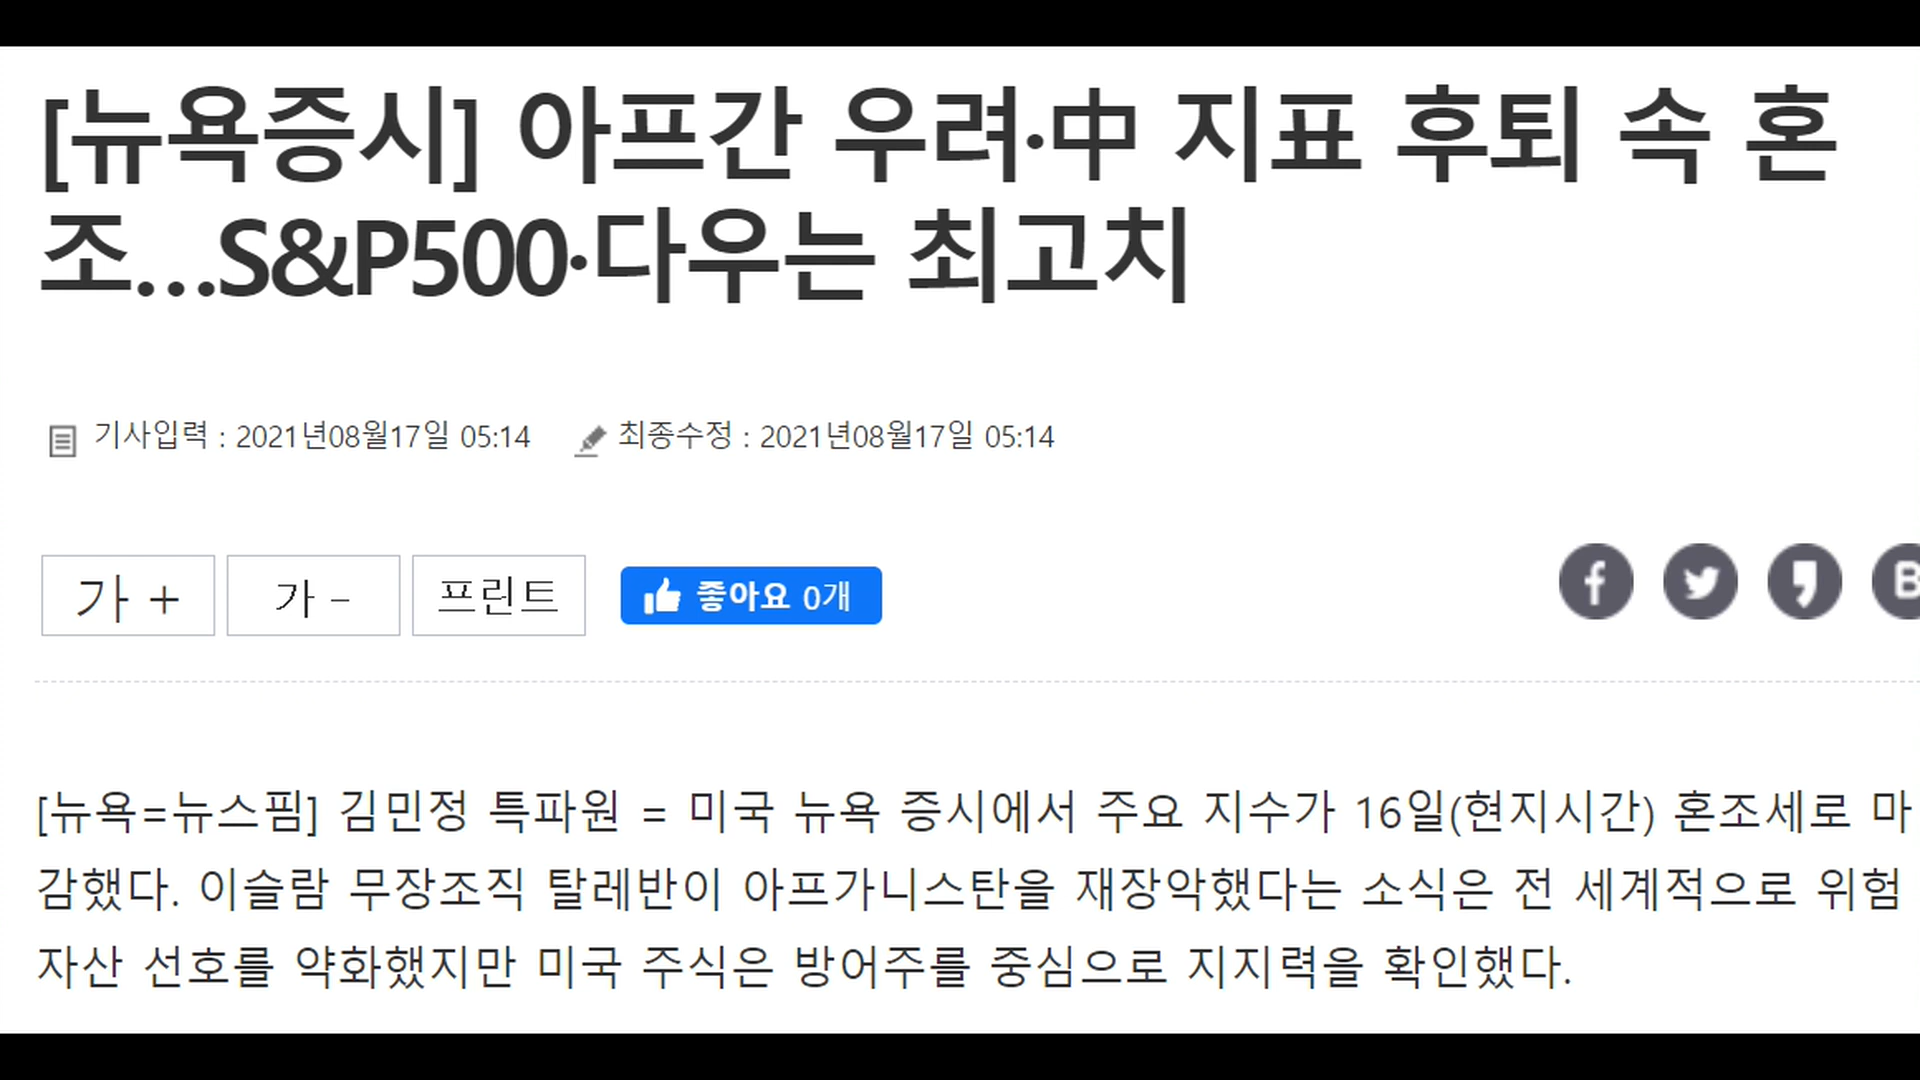 [뉴욕증시] 아프간 우려·中 지표 후퇴 속 혼
조…S&P500·다우는 최고치
기사입력 : 2021년08월17일 05:14 최종수정 : 2021년08월17일 05:14
가 + 가 - 프린트 좋아요 0개
[뉴욕=뉴스핌] 김민정 특파원 = 미국 뉴욕 증시에서 주요 지수가 16일(현지시간) 혼조세로 마
감했다. 이슬람 무장조직 탈레반이 아프가니스탄을 재장악했다는 소식은 전 세계적으로 위험
자산 선호를 약화했지만 미국 주식은 방어주를 중심으로 지지력을 확인했다.